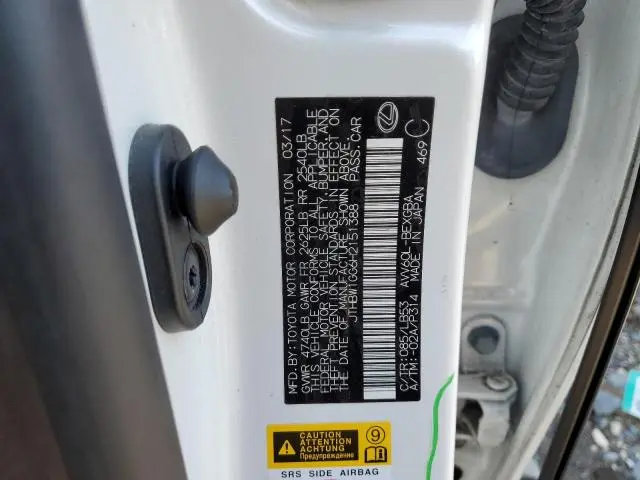 MFD.BY:TOYOTA MOTOR CORPORATION 03/17
GVWR 4740LB GAWR FR 2625LB RR 2540LB
THIS VEHICLE CONFORMS TO ALL APPLICABLE
FEDERAL MOTOR VEHICLE SAFETY, BUMPER, AND
THEFT PREVENTION STANDARDS IN EFFECT ON
THE DATE OF MANUFACTURE SHOWN ABOVE.
JTHBW1GG6H2151388 PASS.CAR
C/TR:085/LB53 AVV60L-BEXGBA
A/TM:-02A/P314 MADE IN JAPAN
469 C
CAUTION
ATTENTION
ACHTUNG
Предупреждение
9
SRS SIDE AIRBAG